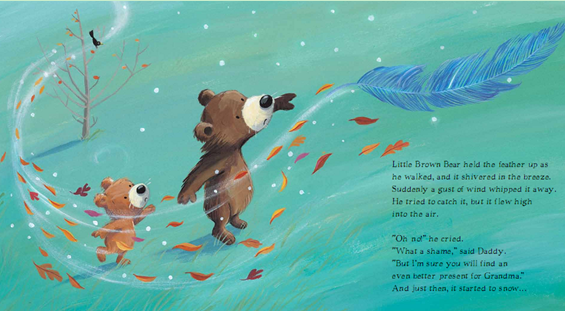 Little Brown Bear held the feather up as
he walked, and it shivered in the breeze.
Suddenly a gust of wind whipped it away.
He tried to catch it, but it flew high
into the air.
"Oh no!" he cried.
"What a shame," said Daddy.
"But I'm sure you will find an
even better present for Grandma."
And just then, it started to snow...